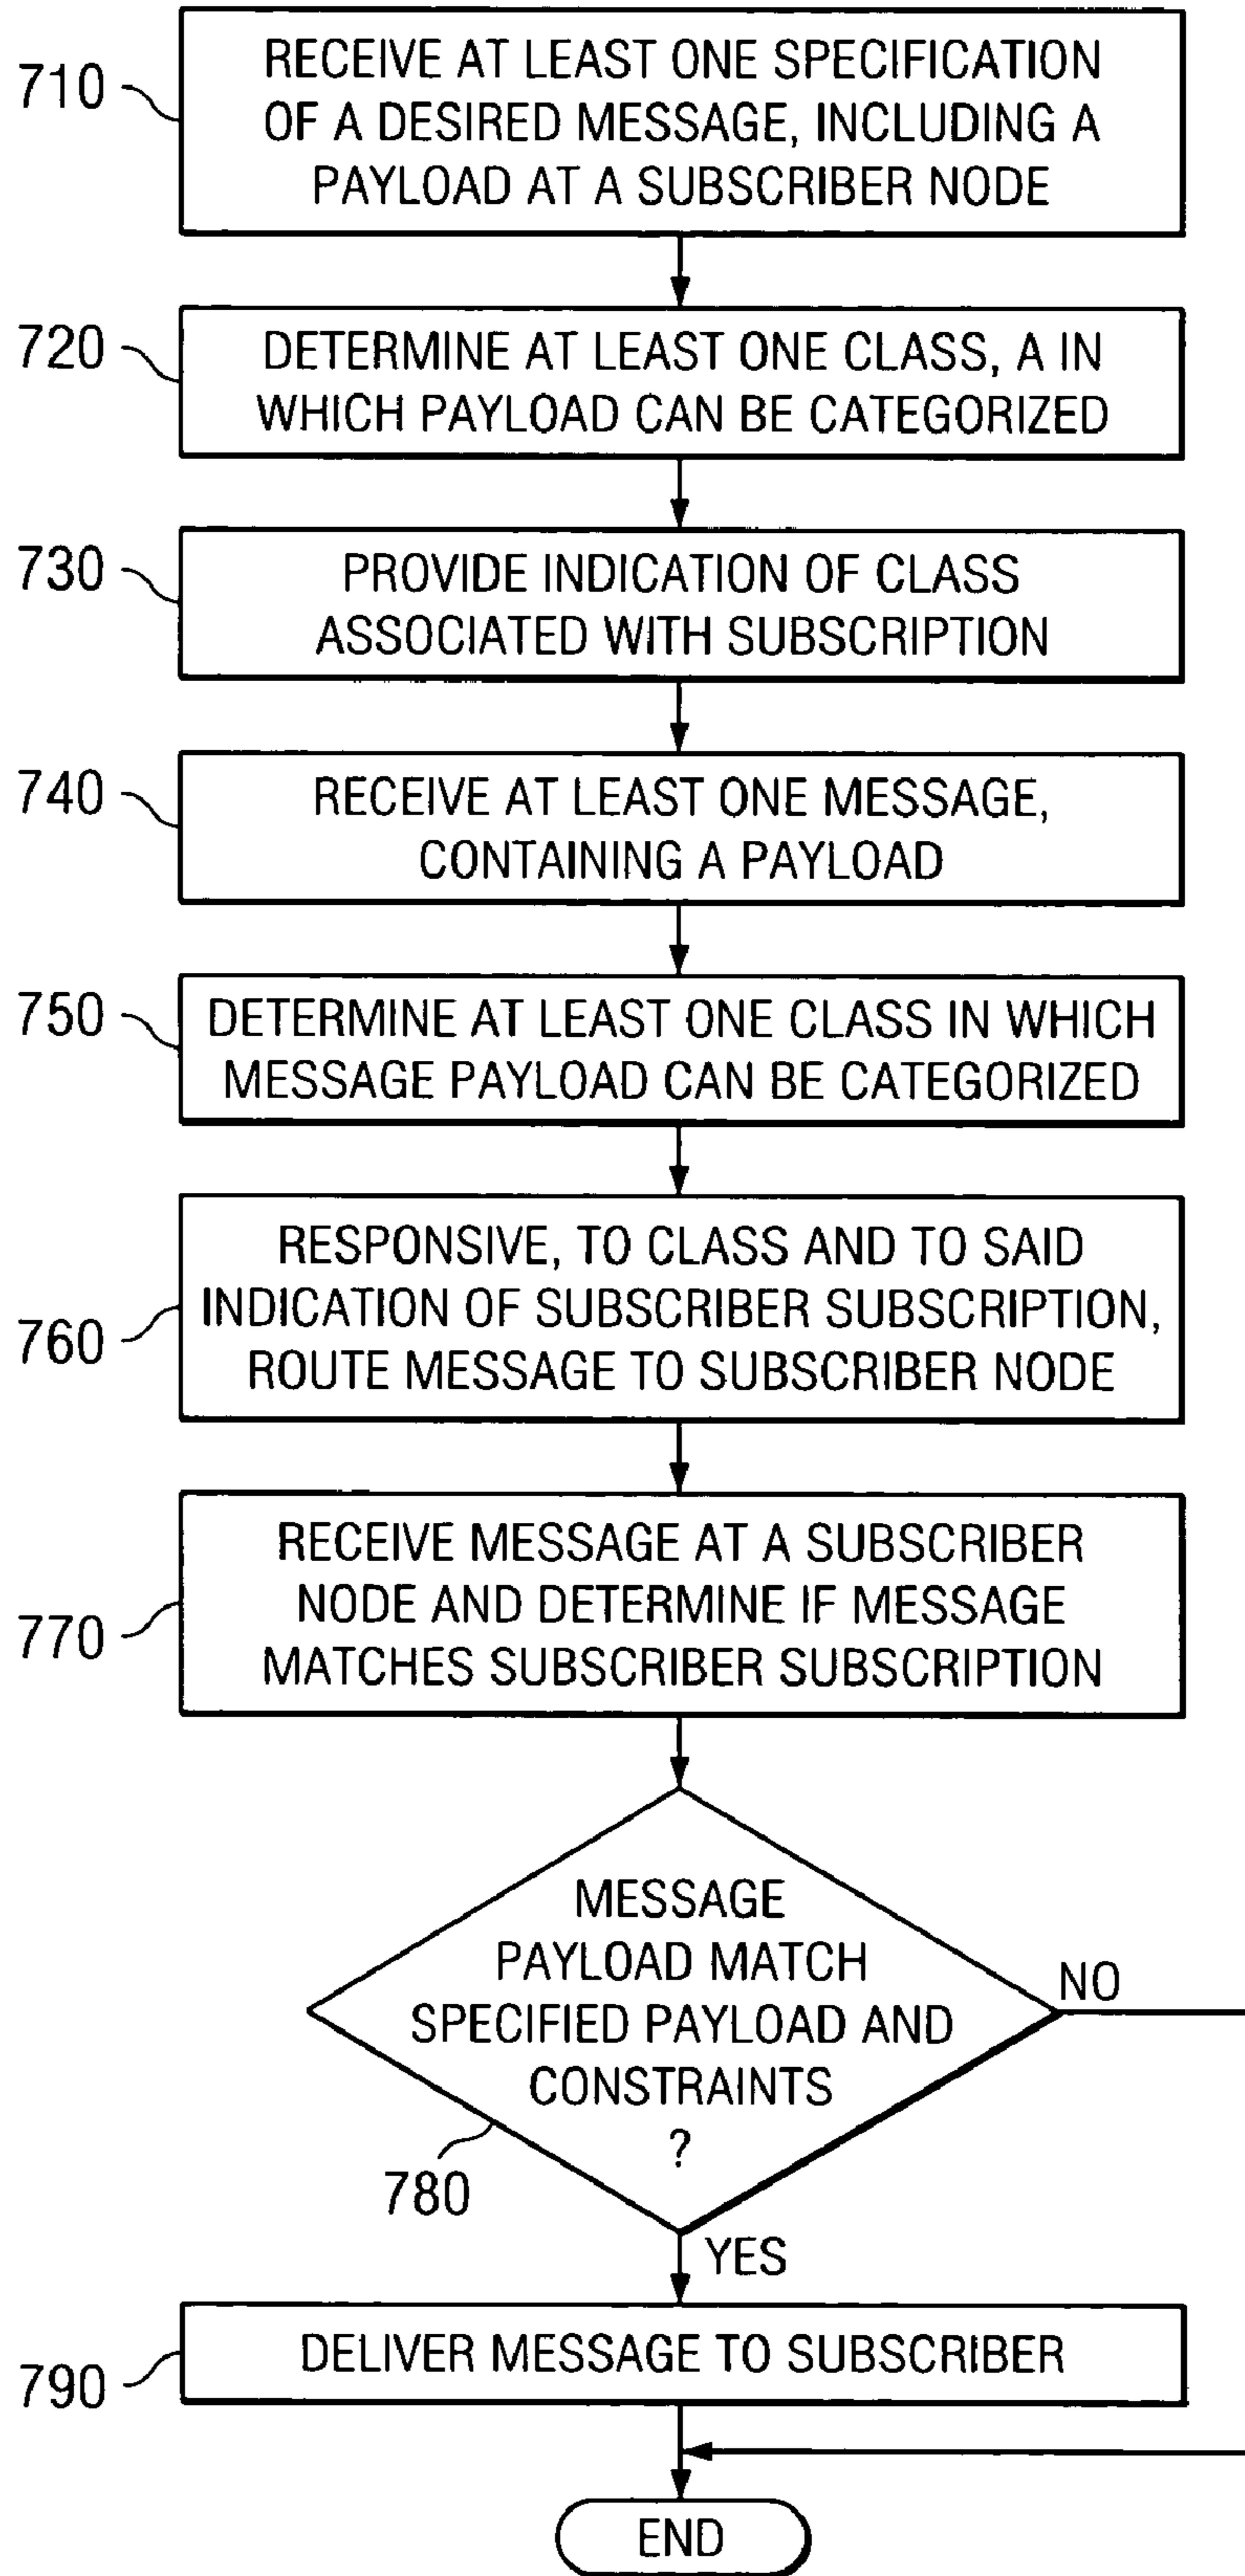 710
RECEIVE AT LEAST ONE SPECIFICATION
OF A DESIRED MESSAGE, INCLUDING A
PAYLOAD AT A SUBSCRIBER NODE
720
DETERMINE AT LEAST ONE CLASS, A IN
WHICH PAYLOAD CAN BE CATEGORIZED
730
PROVIDE INDICATION OF CLASS
ASSOCIATED WITH SUBSCRIPTION
740
RECEIVE AT LEAST ONE MESSAGE,
CONTAINING A PAYLOAD
750
DETERMINE AT LEAST ONE CLASS IN WHICH
MESSAGE PAYLOAD CAN BE CATEGORIZED
760
RESPONSIVE, TO CLASS AND TO SAID
INDICATION OF SUBSCRIBER SUBSCRIPTION,
ROUTE MESSAGE TO SUBSCRIBER NODE
770
RECEIVE MESSAGE AT A SUBSCRIBER
NODE AND DETERMINE IF MESSAGE
MATCHES SUBSCRIBER SUBSCRIPTION
MESSAGE
PAYLOAD MATCH
SPECIFIED PAYLOAD AND
CONSTRAINTS
?
NO
780
YES
790
DELIVER MESSAGE TO SUBSCRIBER
END